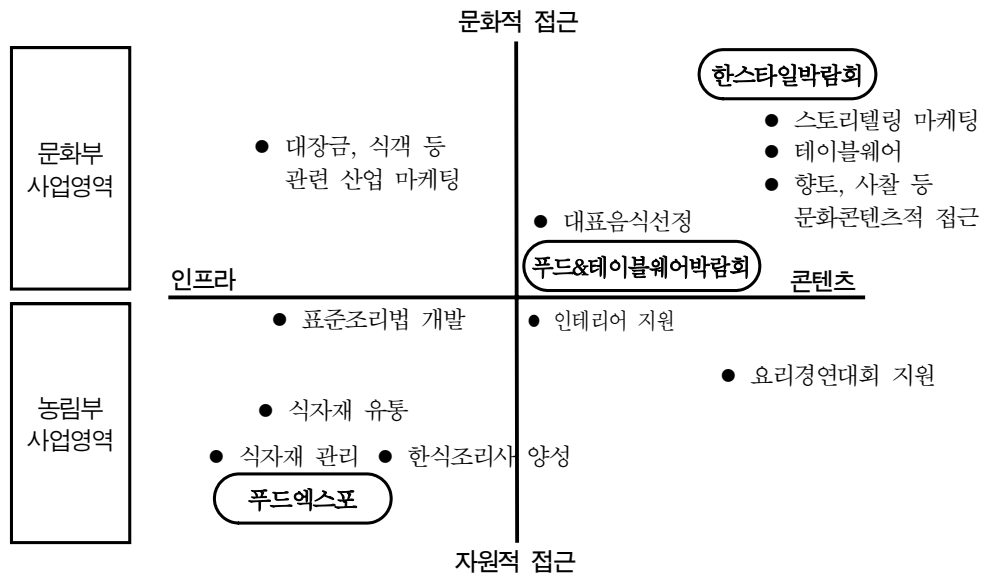 문화적 접근
한스타일박람회
문화부
사업영역
● 대장금, 식객 등
관련 산업 마케팅
● 스토리텔링 마케팅
● 테이블웨어
● 향토, 사찰 등
문화콘텐츠적 접근
● 대표음식선정
푸드&테이블웨어박람회
인프라
콘텐츠
농림부
사업영역
● 표준조리법 개발
● 인테리어 지원
● 요리경연대회 지원
● 식자재 유통
● 식자재 관리
● 한식조리사 양성
푸드엑스포
자원적 접근